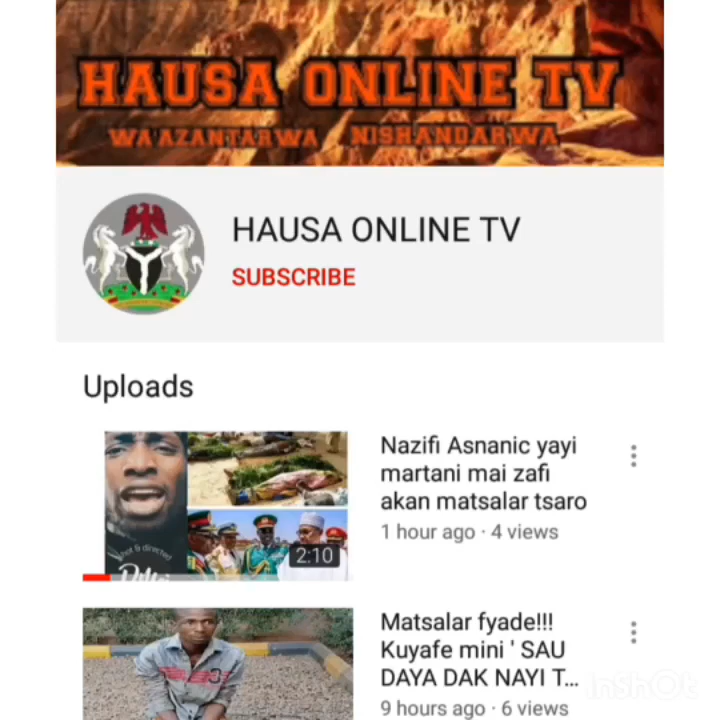 HAUSA ONLINE TV
WA'AZANTARWA NISHANDARWA
HAUSA ONLINE TV
SUBSCRIBE
Uploads
Nazifi Asnanic yayi
martani mai zafi
akan matsalar tsaro
1 hour ago · 4 views
2:10
Matsalar fyade!!!
Kuyafe mini ' SAU
DAYA DAK NAYI T...
9 hours ago · 6 views
InShOt